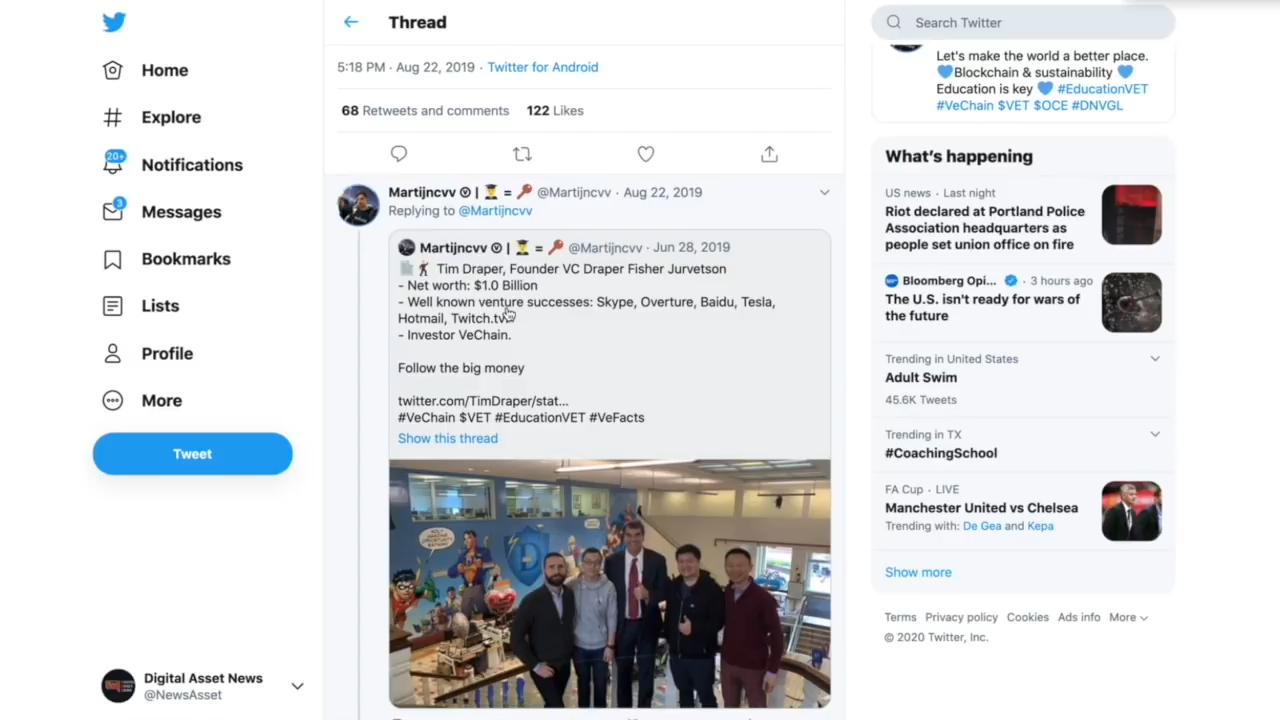 Home
Explore
20+
Notifications
3
Messages
Bookmarks
Lists
Profile
More
Tweet
Digital Asset News
@NewsAsset
Thread
5:18 PM · Aug 22, 2019 · Twitter for Android
68 Retweets and comments 122 Likes
Martijncvv Ⓥ | 👨‍🎓 = 🔑 @Martijncvv · Aug 22, 2019
Replying to @Martijncvv
Martijncvv Ⓥ | 👨‍🎓 = 🔑 @Martijncvv · Jun 28, 2019
Tim Draper, Founder VC Draper Fisher Jurvetson
- Net worth: $1.0 Billion
- Well known venture successes: Skype, Overture, Baidu, Tesla,
Hotmail, Twitch.tv
- Investor VeChain.
Follow the big money
twitter.com/TimDraper/stat...
#VeChain $VET #EducationVET #VeFacts
Show this thread
Search Twitter
Let's make the world a better place.
💙Blockchain & sustainability 💙
Education is key 💙 #EducationVET
#VeChain $VET $OCE #DNVGL
What's happening
US news · Last night
Riot declared at Portland Police
Association headquarters as
people set union office on fire
Bloomberg Opi... · 3 hours ago
The U.S. isn't ready for wars of
the future
Trending in United States
Adult Swim
45.6K Tweets
Trending in TX
#CoachingSchool
FA Cup · LIVE
Manchester United vs Chelsea
Trending with: De Gea and Kepa
Show more
Terms Privacy policy Cookies Ads info More
© 2020 Twitter, Inc.